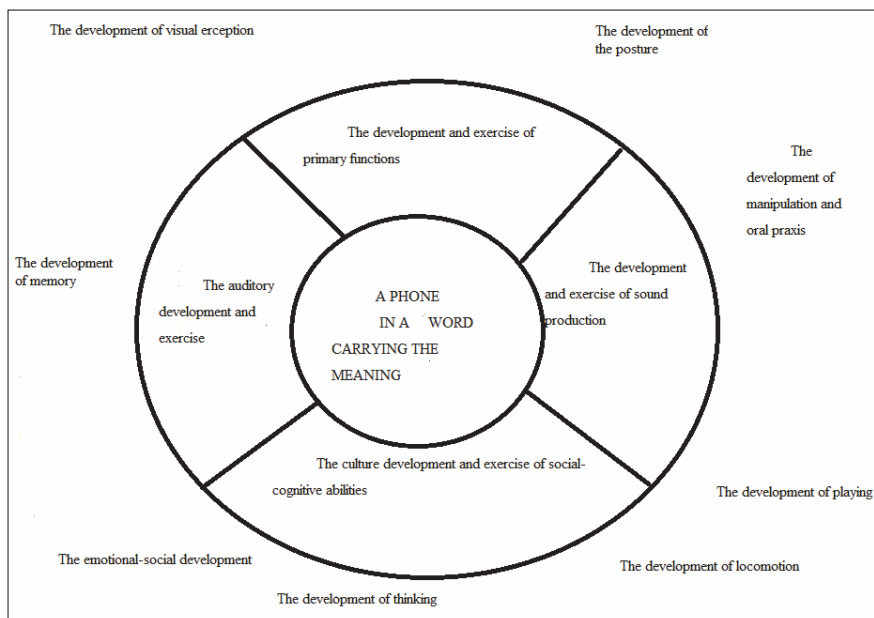 The development of visual erception
The development of
the posture
The development and exercise of
primary functions
The
development of
manipulation and
oral praxis
The development
of memory
The auditory
development and
exercise
A PHONE
IN A WORD
CARRYING THE
MEANING
The development
and exercise of sound
production
The culture development and exercise of social-
cognitive abilities
The development of playing
The emotional-social development
The development of locomotion
The development of thinking